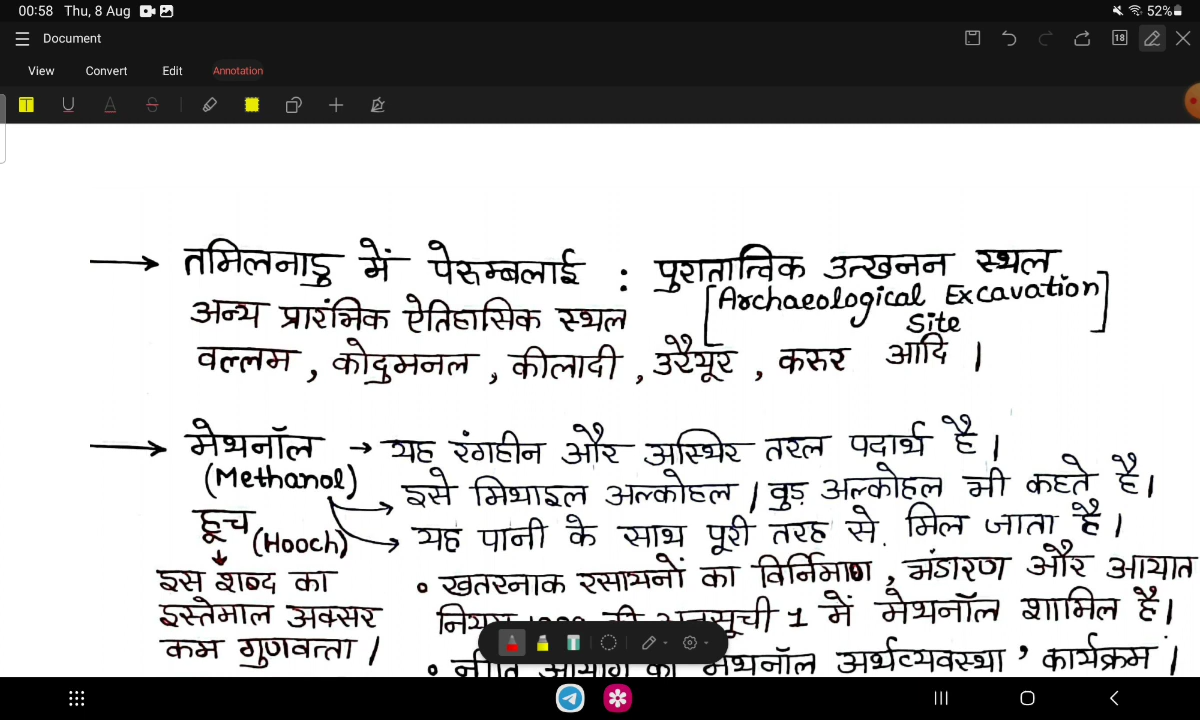 00:58 Thu, 8 Aug 52%
Document 18
View Convert Edit Annotation
T U A S
→ तमिलनाडु में पेरुम्बलाई : पुरातात्विक उत्खनन स्थल
[Archaeological Excavation
Site]
अन्य प्रारंभिक ऐतिहासिक स्थल
वल्लम , कोदुमनल , कीलादी , उरैयूर , करुर आदि ।
→ मेथनॉल → यह रंगहीन और अस्थिर तरल पदार्थ है ।
(Methanol) → इसे मिथाइल अल्कोहल / वुड़ अल्कोहल भी कहते है ।
→ यह पानी के साथ पूरी तरह से मिल जाता है ।
हूच (Hooch)
↓
इस शब्द का
इस्तेमाल अक्सर
कम गुणवत्ता /
• खतरनाक रसायनों का विर्निमाण , भंडारण और आयात
नियम की अनुसूची 1 में मेथनॉल शामिल है ।
• नीति आयोग का मेथनॉल अर्थव्यवस्था ’ कार्यक्रम ।